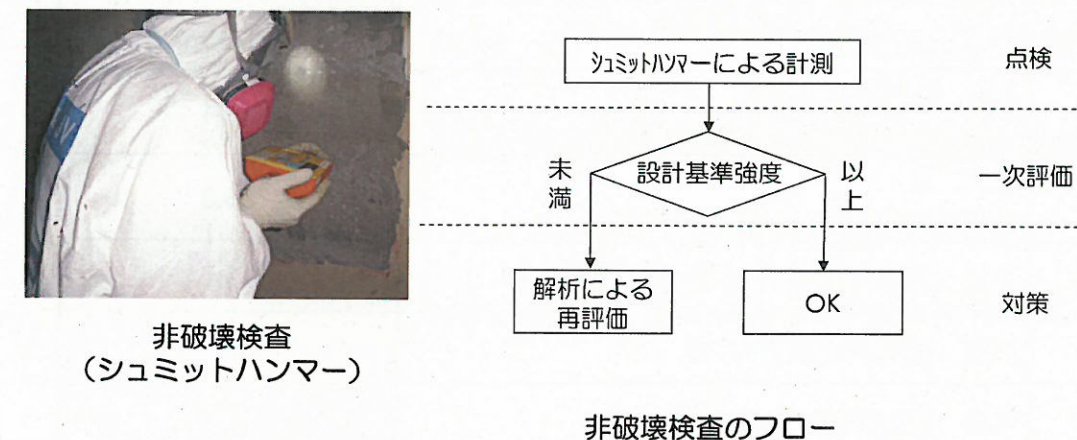 シュミットハンマーによる計測
点検
未満
設計基準強度
以上
一次評価
解析による
再評価
OK
対策
非破壊検査
（シュミットハンマー）
非破壊検査のフロー